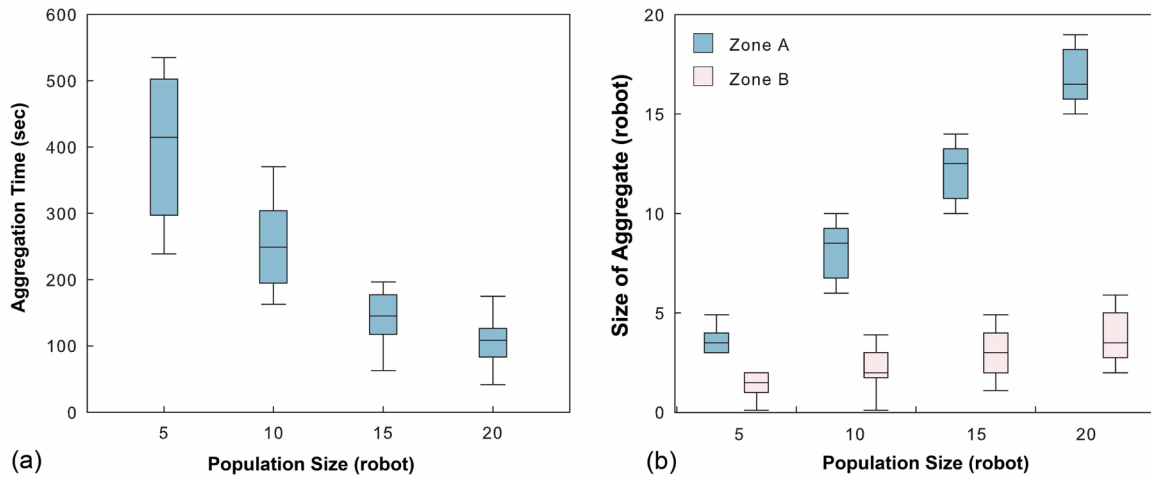 600
500
400
300
200
100
0
Aggregation Time (sec)
5 10 15 20
Population Size (robot)
(a)
20
15
10
5
0
Size of Aggregate (robot)
Zone A
Zone B
5 10 15 20
Population Size (robot)
(b)